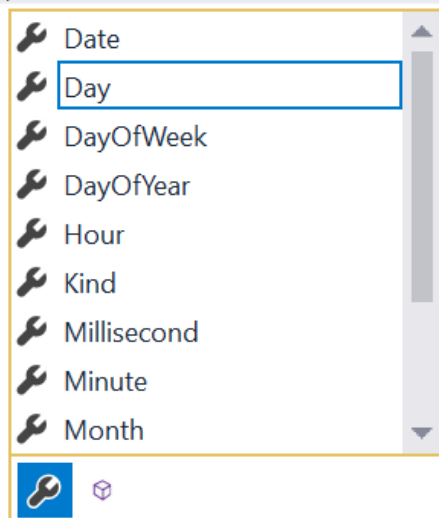 Date
Day
DayOfWeek
DayOfYear
Hour
Kind
Millisecond
Minute
Month